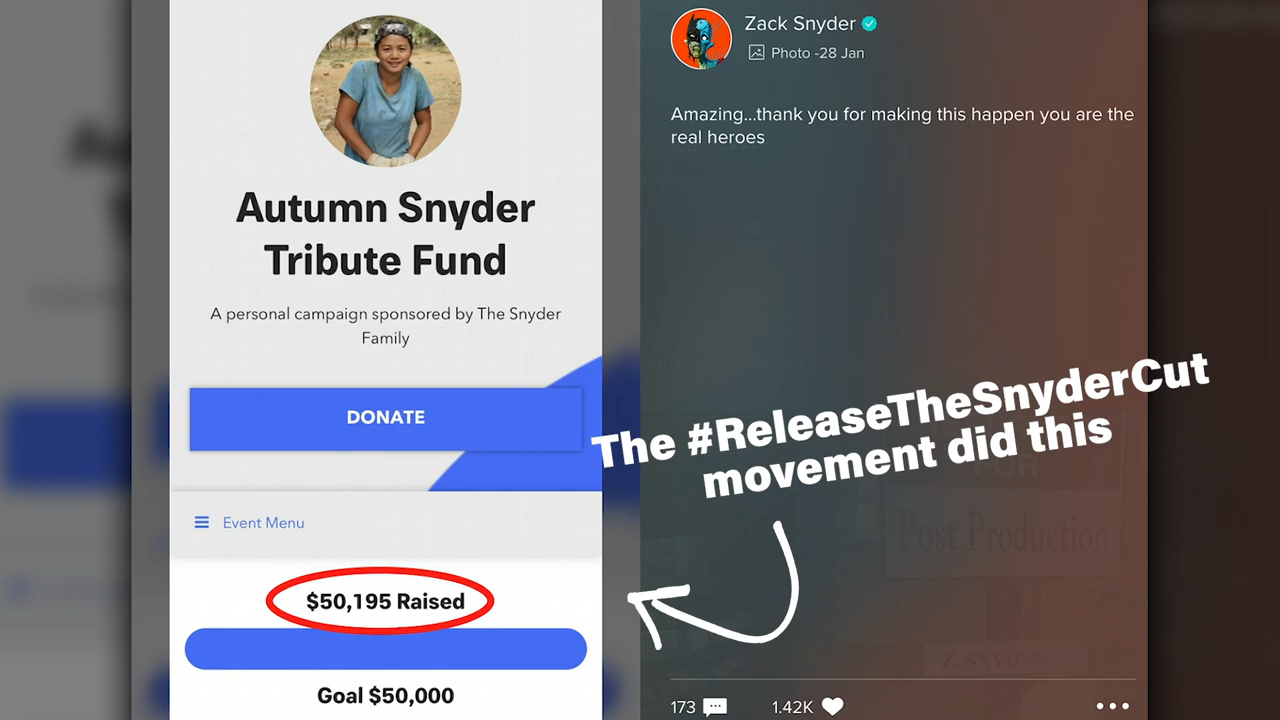 Autumn Snyder
Tribute Fund
A personal campaign sponsored by The Snyder
Family
DONATE
Event Menu
$50,195 Raised
Goal $50,000
Zack Snyder
Photo -28 Jan
Amazing...thank you for making this happen you are the
real heroes
The #ReleaseTheSnyderCut
movement did this
FOR
Post Production
Z. SNYDER
173
1.42K